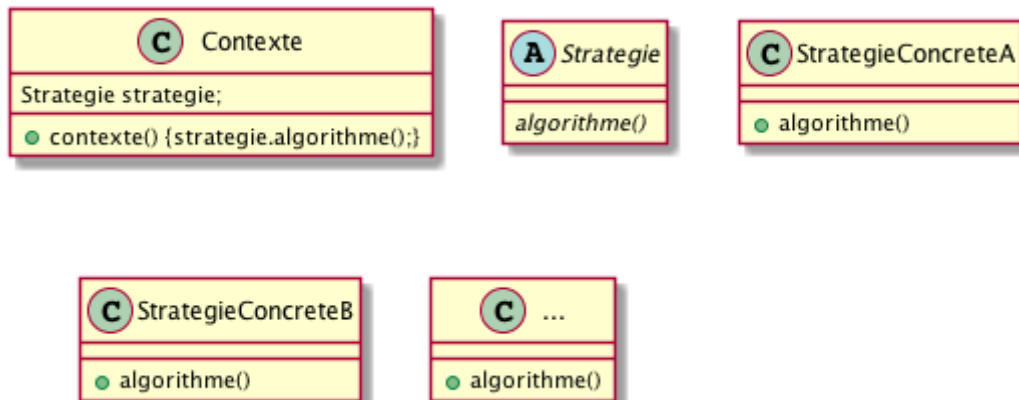 C Contexte
Strategie strategie;
contexte() {strategie.algorithme();}
A Strategie
algorithme()
C StrategieConcreteA
algorithme()
C StrategieConcreteB
algorithme()
C ...
algorithme()